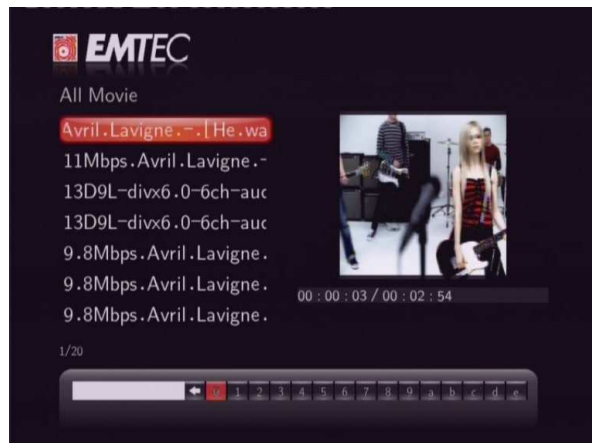 EMTEC
All Movie
Avril.Lavigne.-.[He.wa
11Mbps.Avril.Lavigne.-
13D9L-divx6.0-6ch-auc
13D9L-divx6.0-6ch-auc
9.8Mbps.Avril.Lavigne.
9.8Mbps.Avril.Lavigne.
9.8Mbps.Avril.Lavigne.
00 : 00 : 03 / 00 : 02 : 54
1/20
1 2 3 4 5 6 7 8 9 a b c d e